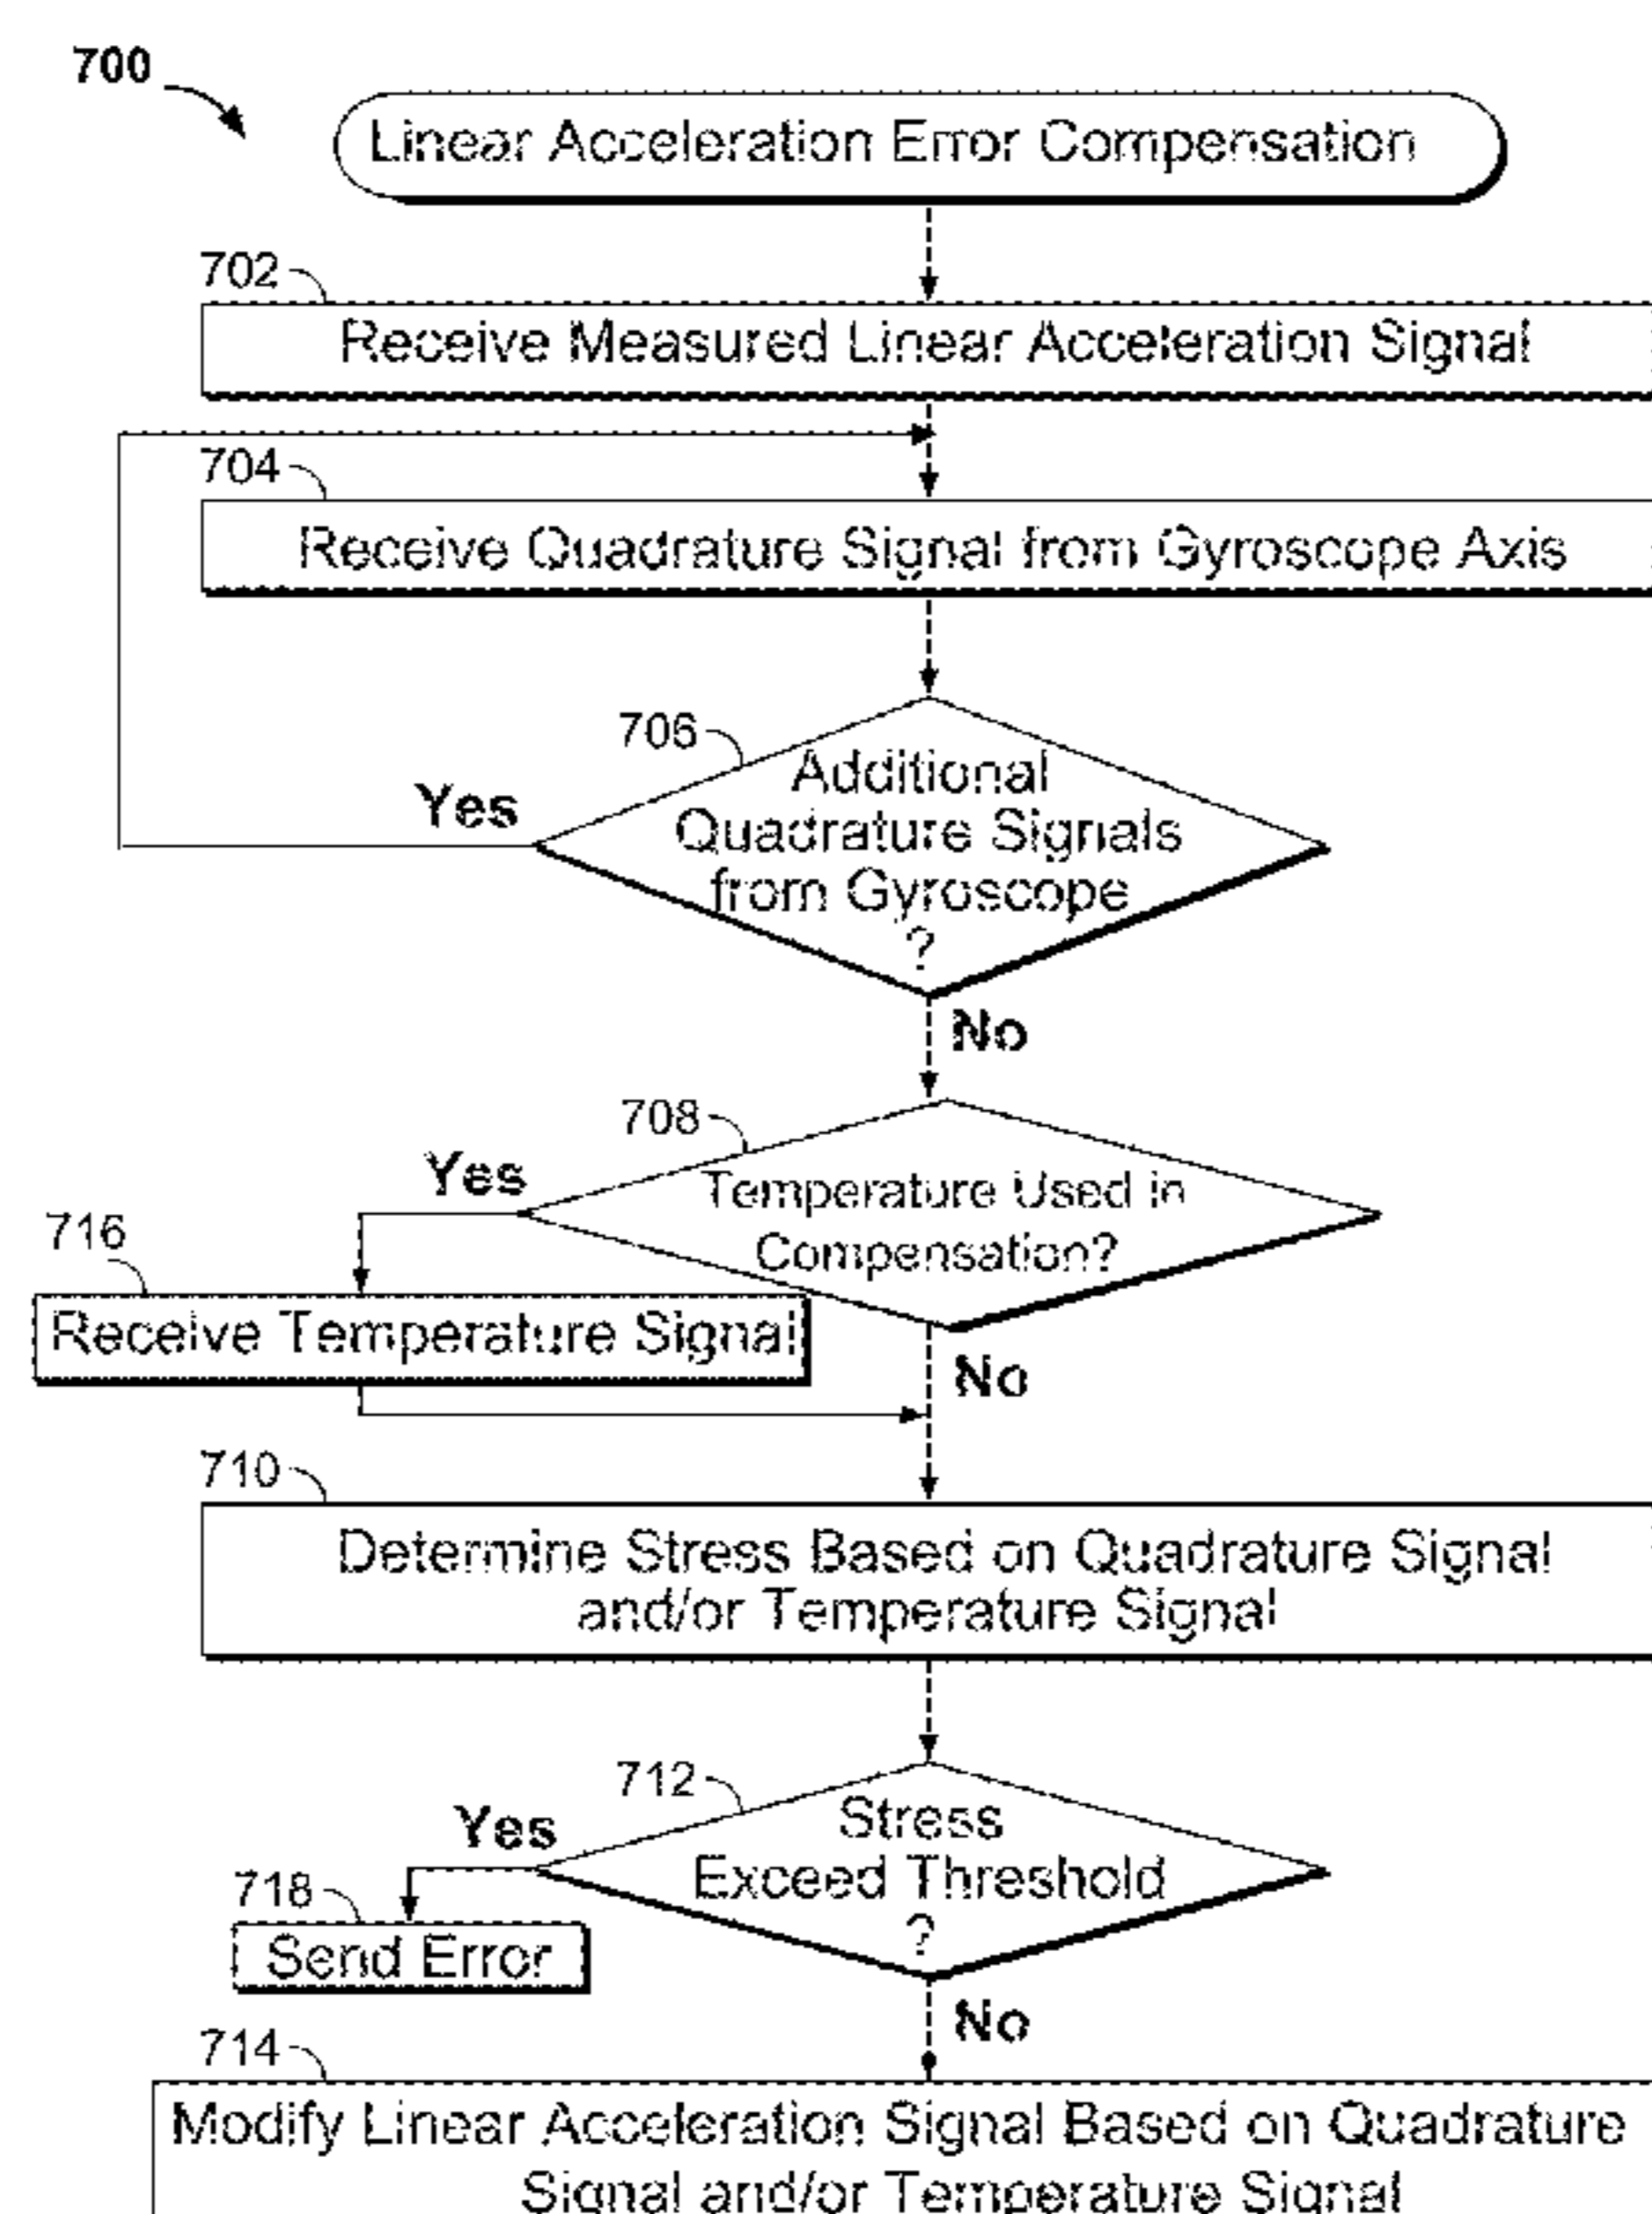 700
Linear Acceleration Error Compensation
702
Receive Measured Linear Acceleration Signal
704
Receive Quadrature Signal from Gyroscope Axis
706
Yes
Additional
Quadrature Signals
from Gyroscope
?
No
708
Yes
Temperature Used in
Compensation?
716
Receive Temperature Signal
No
710
Determine Stress Based on Quadrature Signal
and/or Temperature Signal
712
Yes
Stress
Exceed Threshold
?
718
Send Error
No
714
Modify Linear Acceleration Signal Based on Quadrature
Signal and/or Temperature Signal